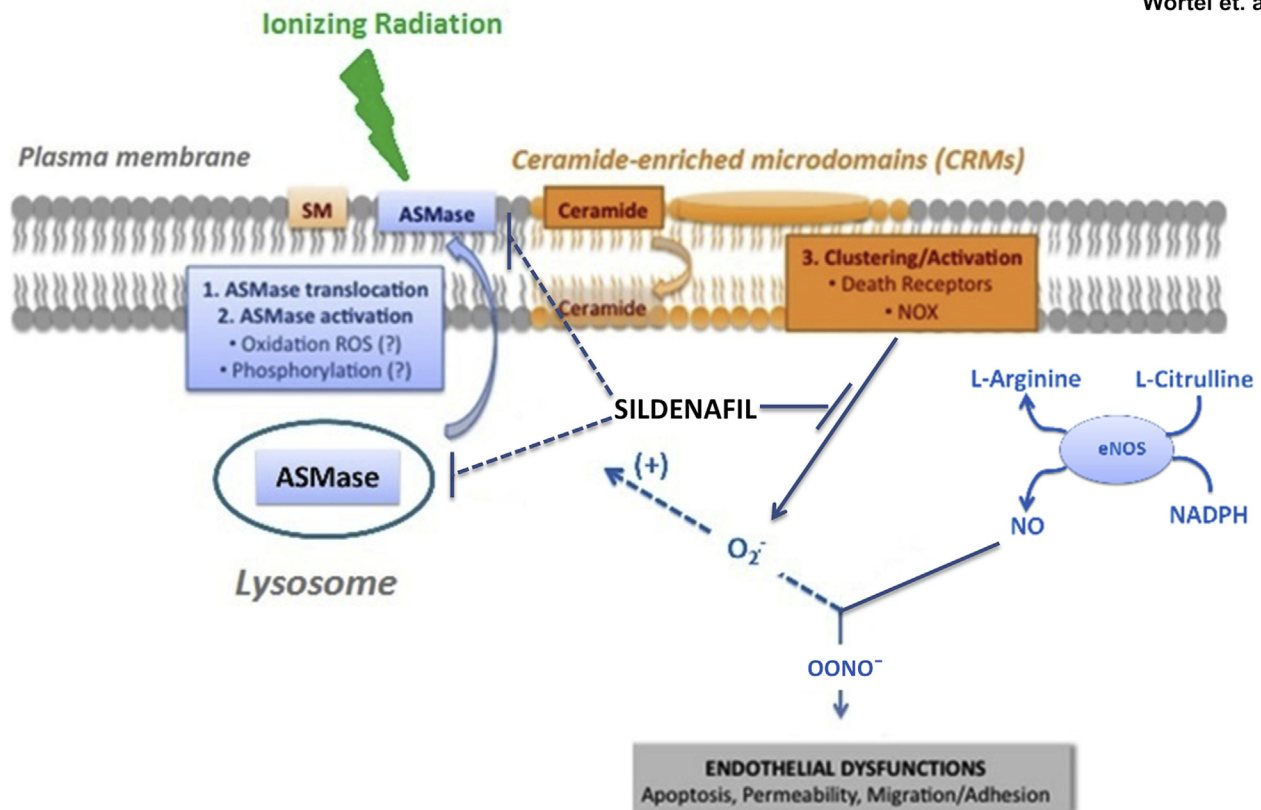 Wortel et. a
Ionizing Radiation
Plasma membrane
Ceramide-enriched microdomains (CRMs)
SM
ASMase
Ceramide
3. Clustering/Activation
• Death Receptors
• NOX
1. ASMase translocation
2. ASMase activation
• Oxidation ROS (?)
• Phosphorylation (?)
Ceramide
L-Arginine
L-Citrulline
SILDENAFIL
eNOS
ASMase
(+)
NADPH
NO
O₂⁻
Lysosome
OONO⁻
ENDOTHELIAL DYSFUNCTIONS
Apoptosis, Permeability, Migration/Adhesion